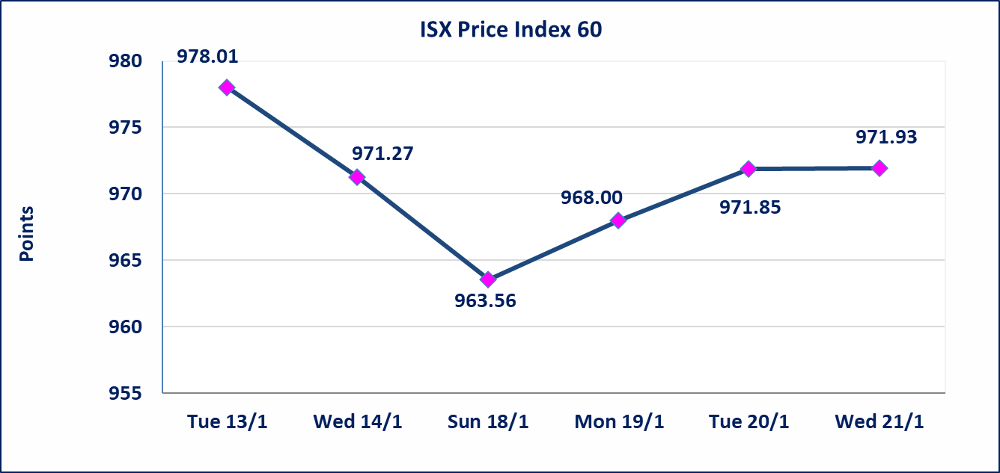 ISX Price Index 60
Points
980
975
970
965
960
955
978.01
971.27
963.56
968.00
971.85
971.93
Tue 13/1
Wed 14/1
Sun 18/1
Mon 19/1
Tue 20/1
Wed 21/1